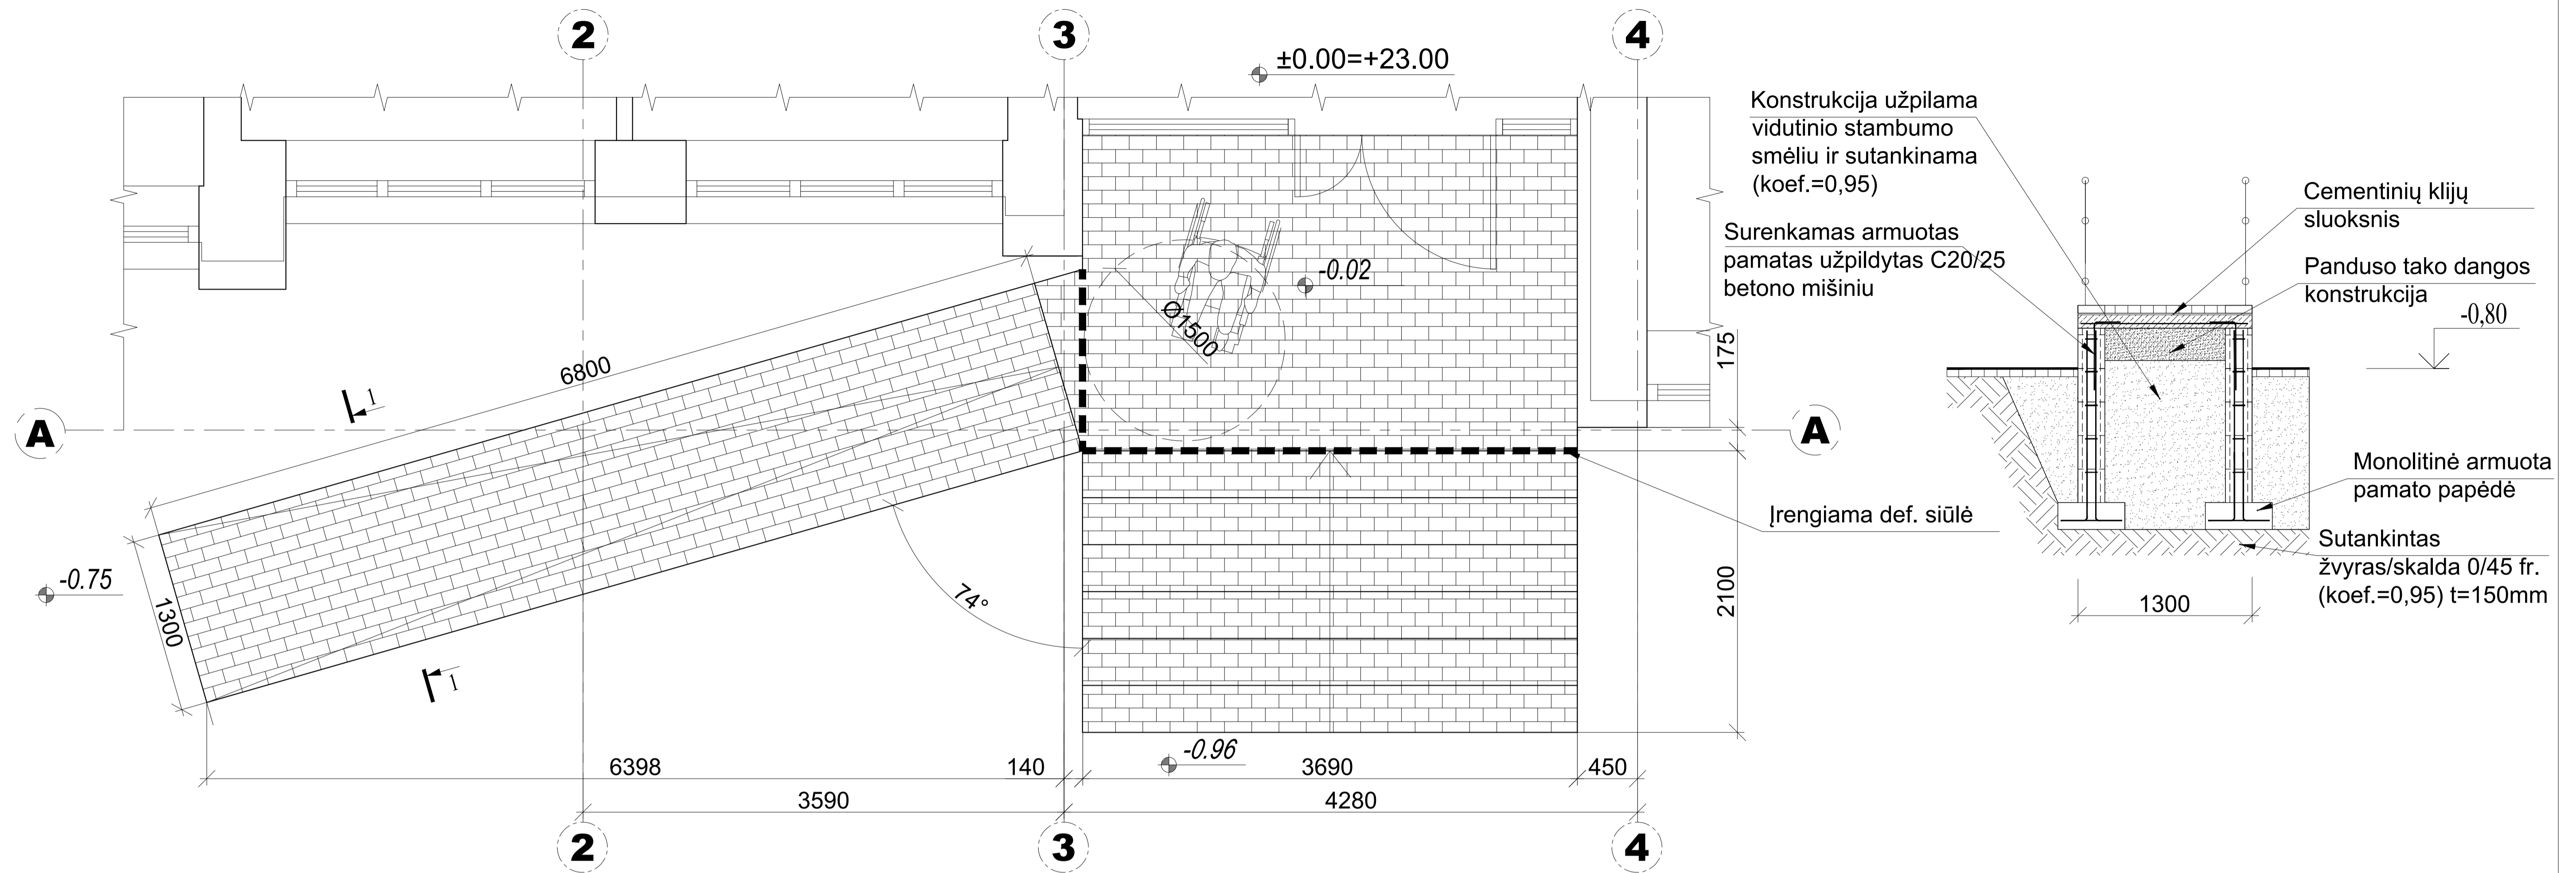 2
3
4
±0.00=+23.00
Konstrukcija užpilama
vidutinio stambumo
smėliu ir sutankinama
(koef.=0,95)
Surenkamas armuotas
pamatas užpildytas C20/25
betono mišiniu
Cementinių klijų
sluoksnis
Panduso tako dangos
konstrukcija
-0,80
-0.02
Ø1500
175
6800
1
A
A
Monolitinė armuota
pamato papėdė
Įrengiama def. siūlė
Sutankintas
žvyras/skalda 0/45 fr.
(koef.=0,95) t=150mm
1300
-0.75
1300
74°
2100
1
-0.96
6398
140
3690
450
3590
4280
2
3
4